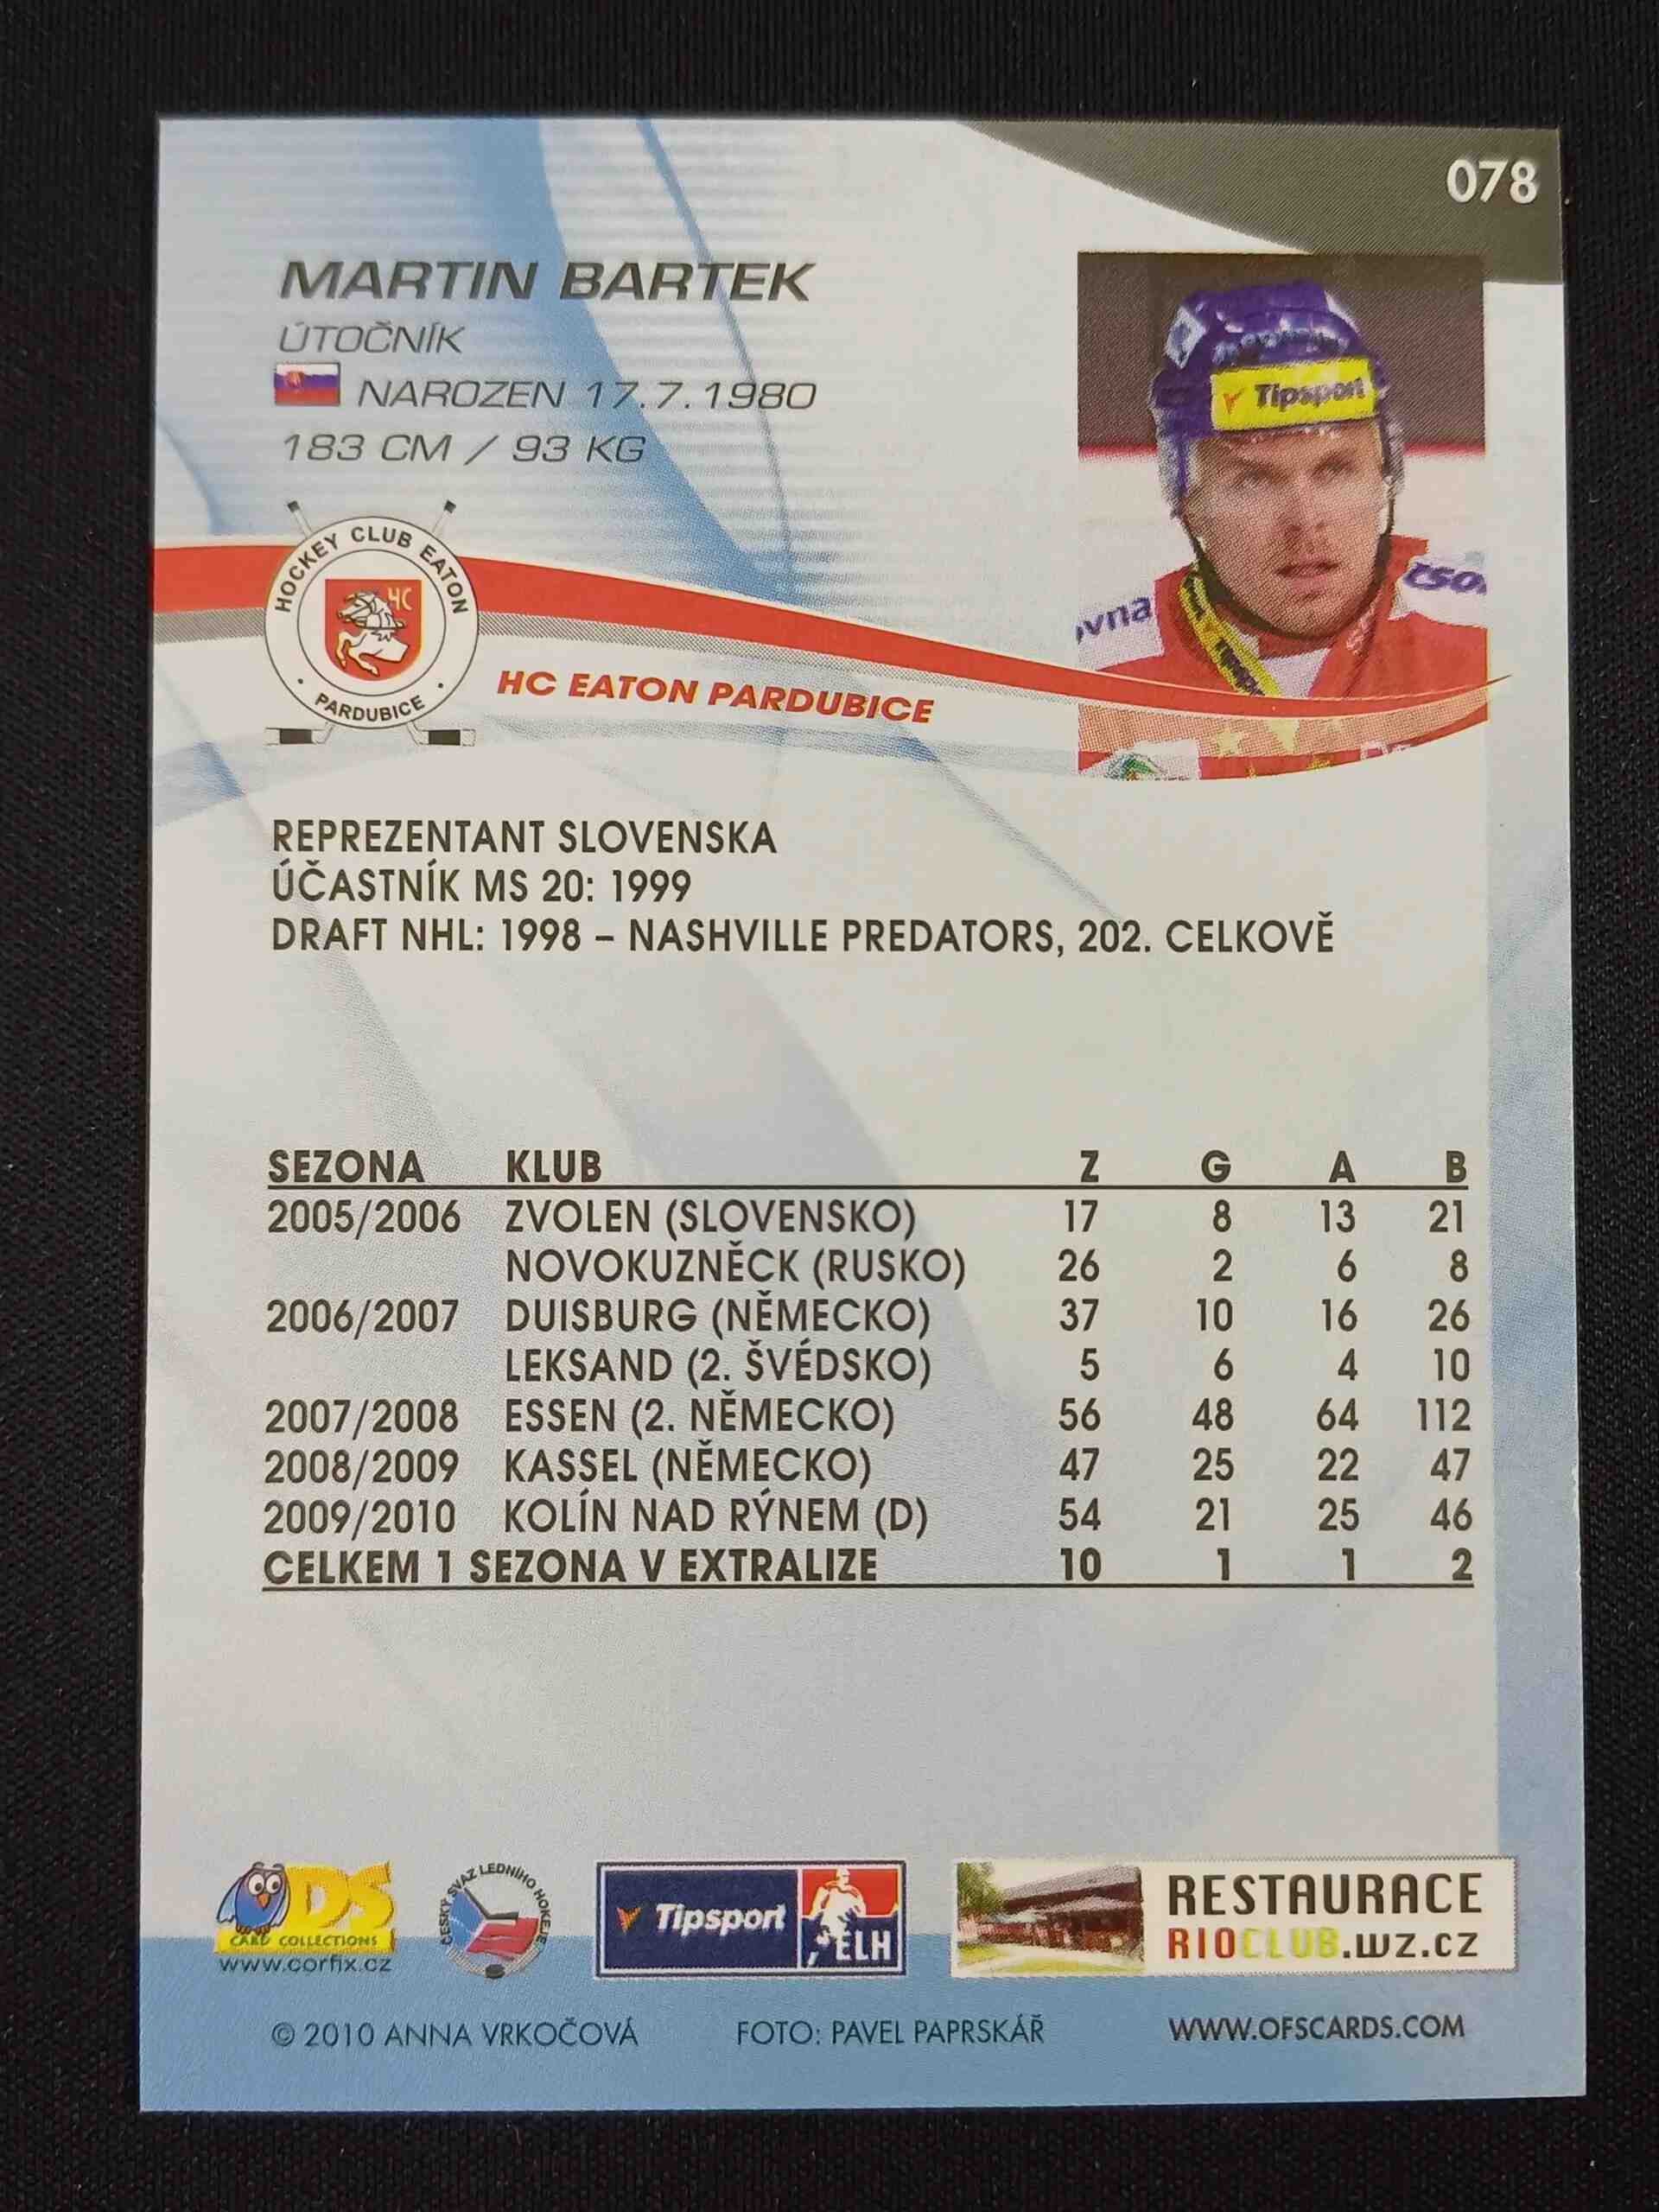 078
MARTIN BARTEK
ÚTOČNÍK
NAROZEN 17.7.1980
183 CM / 93 KG
Tipsport
HOCKEY CLUB EATON
HC
PARDUBICE
HC EATON PARDUBICE
REPREZENTANT SLOVENSKA
ÚČASTNÍK MS 20: 1999
DRAFT NHL: 1998 – NASHVILLE PREDATORS, 202. CELKOVĚ
SEZONA KLUB Z G A B
2005/2006 ZVOLEN (SLOVENSKO) 17 8 13 21
NOVOKUZNĚCK (RUSKO) 26 2 6 8
2006/2007 DUISBURG (NĚMECKO) 37 10 16 26
LEKSAND (2. ŠVÉDSKO) 5 6 4 10
2007/2008 ESSEN (2. NĚMECKO) 56 48 64 112
2008/2009 KASSEL (NĚMECKO) 47 25 22 47
2009/2010 KOLÍN NAD RÝNEM (D) 54 21 25 46
CELKEM 1 SEZONA V EXTRALIZE 10 1 1 2
DS
CARD COLLECTIONS
www.corfix.cz
ČESKÝ SVAZ LEDNÍHO HOKEJE
Tipsport ELH
RESTAURACE
RIOCLUB.WZ.CZ
© 2010 ANNA VRKOČOVÁ FOTO: PAVEL PAPRSKÁŘ WWW.OFSCARDS.COM